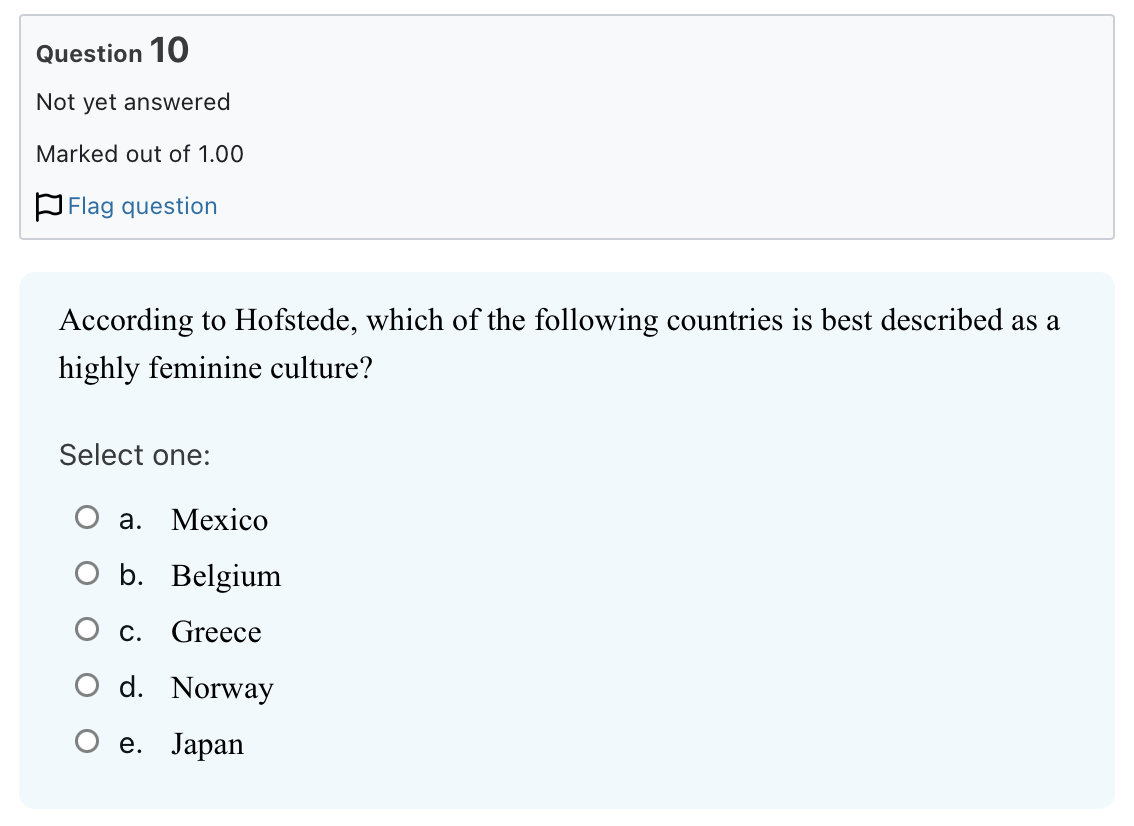 Question 10
Not yet answered
Marked out of 1.00
Flag question
According to Hofstede, which of the following countries is best described as a
highly feminine culture?
Select one:
a. Mexico
b. Belgium
c. Greece
d. Norway
e. Japan